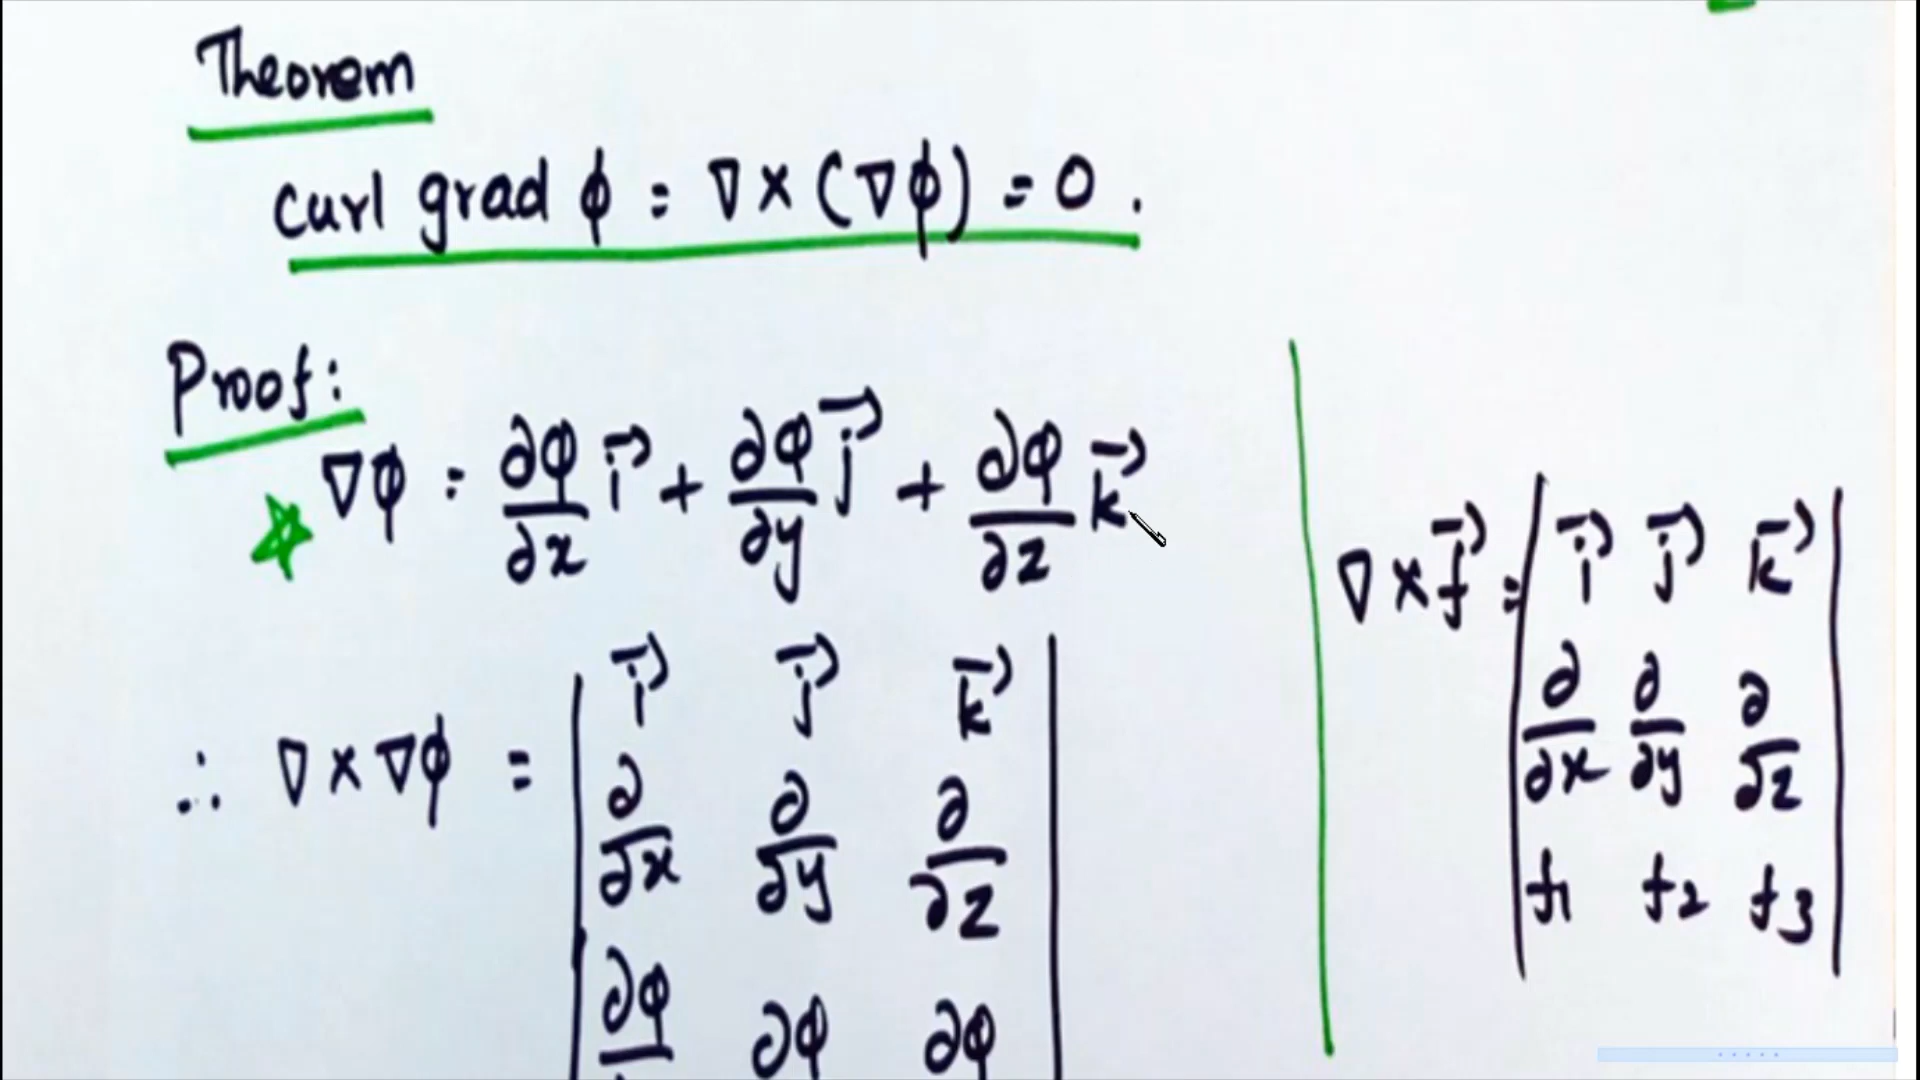 Theorem
curl grad φ = ∇ × (∇φ) = 0 .
Proof:
∇φ = ∂φ/∂x i⃗ + ∂φ/∂y j⃗ + ∂φ/∂z k⃗
∴ ∇ × ∇φ = | i⃗ j⃗ k⃗ |
| ∂/∂x ∂/∂y ∂/∂z |
| ∂φ ∂φ ∂φ |
∇ × f⃗ = | i⃗ j⃗ k⃗ |
| ∂/∂x ∂/∂y ∂/∂z |
| f1 f2 f3 |